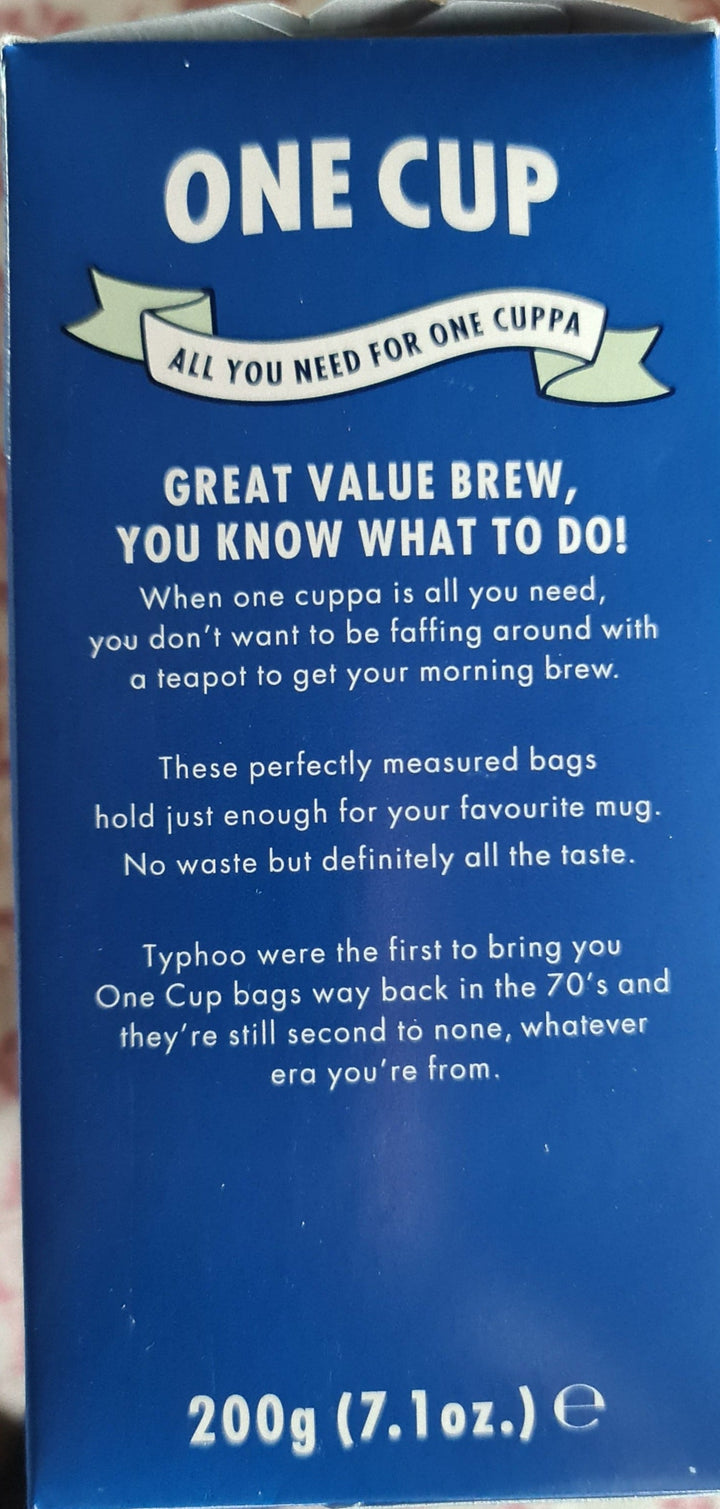 ONE CUP
ALL YOU NEED FOR ONE CUPPA
GREAT VALUE BREW,
YOU KNOW WHAT TO DO!
When one cuppa is all you need,
you don't want to be faffing around with
a teapot to get your morning brew.
These perfectly measured bags
hold just enough for your favourite mug.
No waste but definitely all the taste.
Typhoo were the first to bring you
One Cup bags way back in the 70's and
they're still second to none, whatever
era you're from.
200g (7.1oz.) ℮